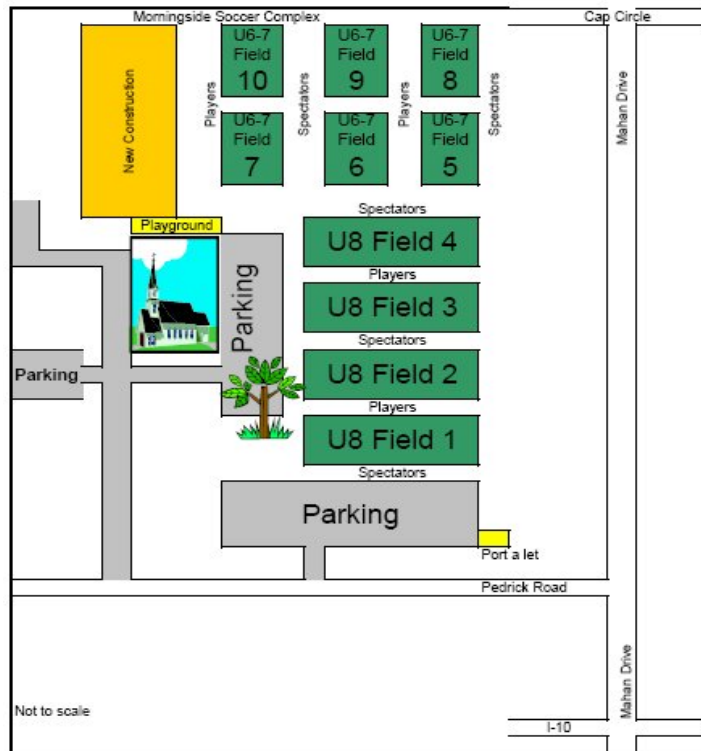 Morningside Soccer Complex
Cap Circle
New Construction
Players
U6-7
Field
10
Spectators
U6-7
Field
9
Players
U6-7
Field
8
Spectators
Mahan Drive
U6-7
Field
7
U6-7
Field
6
U6-7
Field
5
Spectators
Playground
U8 Field 4
Parking
Players
U8 Field 3
Spectators
Parking
U8 Field 2
Players
U8 Field 1
Spectators
Parking
Port a let
Pedrick Road
Mahan Drive
Not to scale
I-10